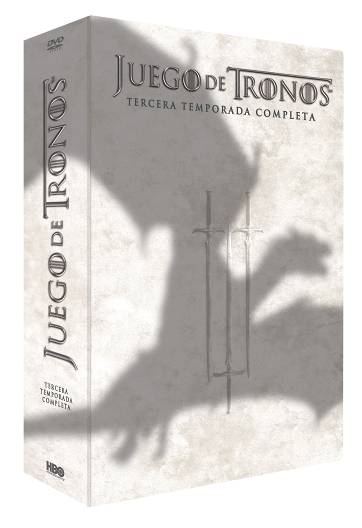 DVD
JUEGO DE TRONOS
TERCERA
TEMPORADA
COMPLETA
HBO
JUEGO DE TRONOS
TERCERA TEMPORADA COMPLETA